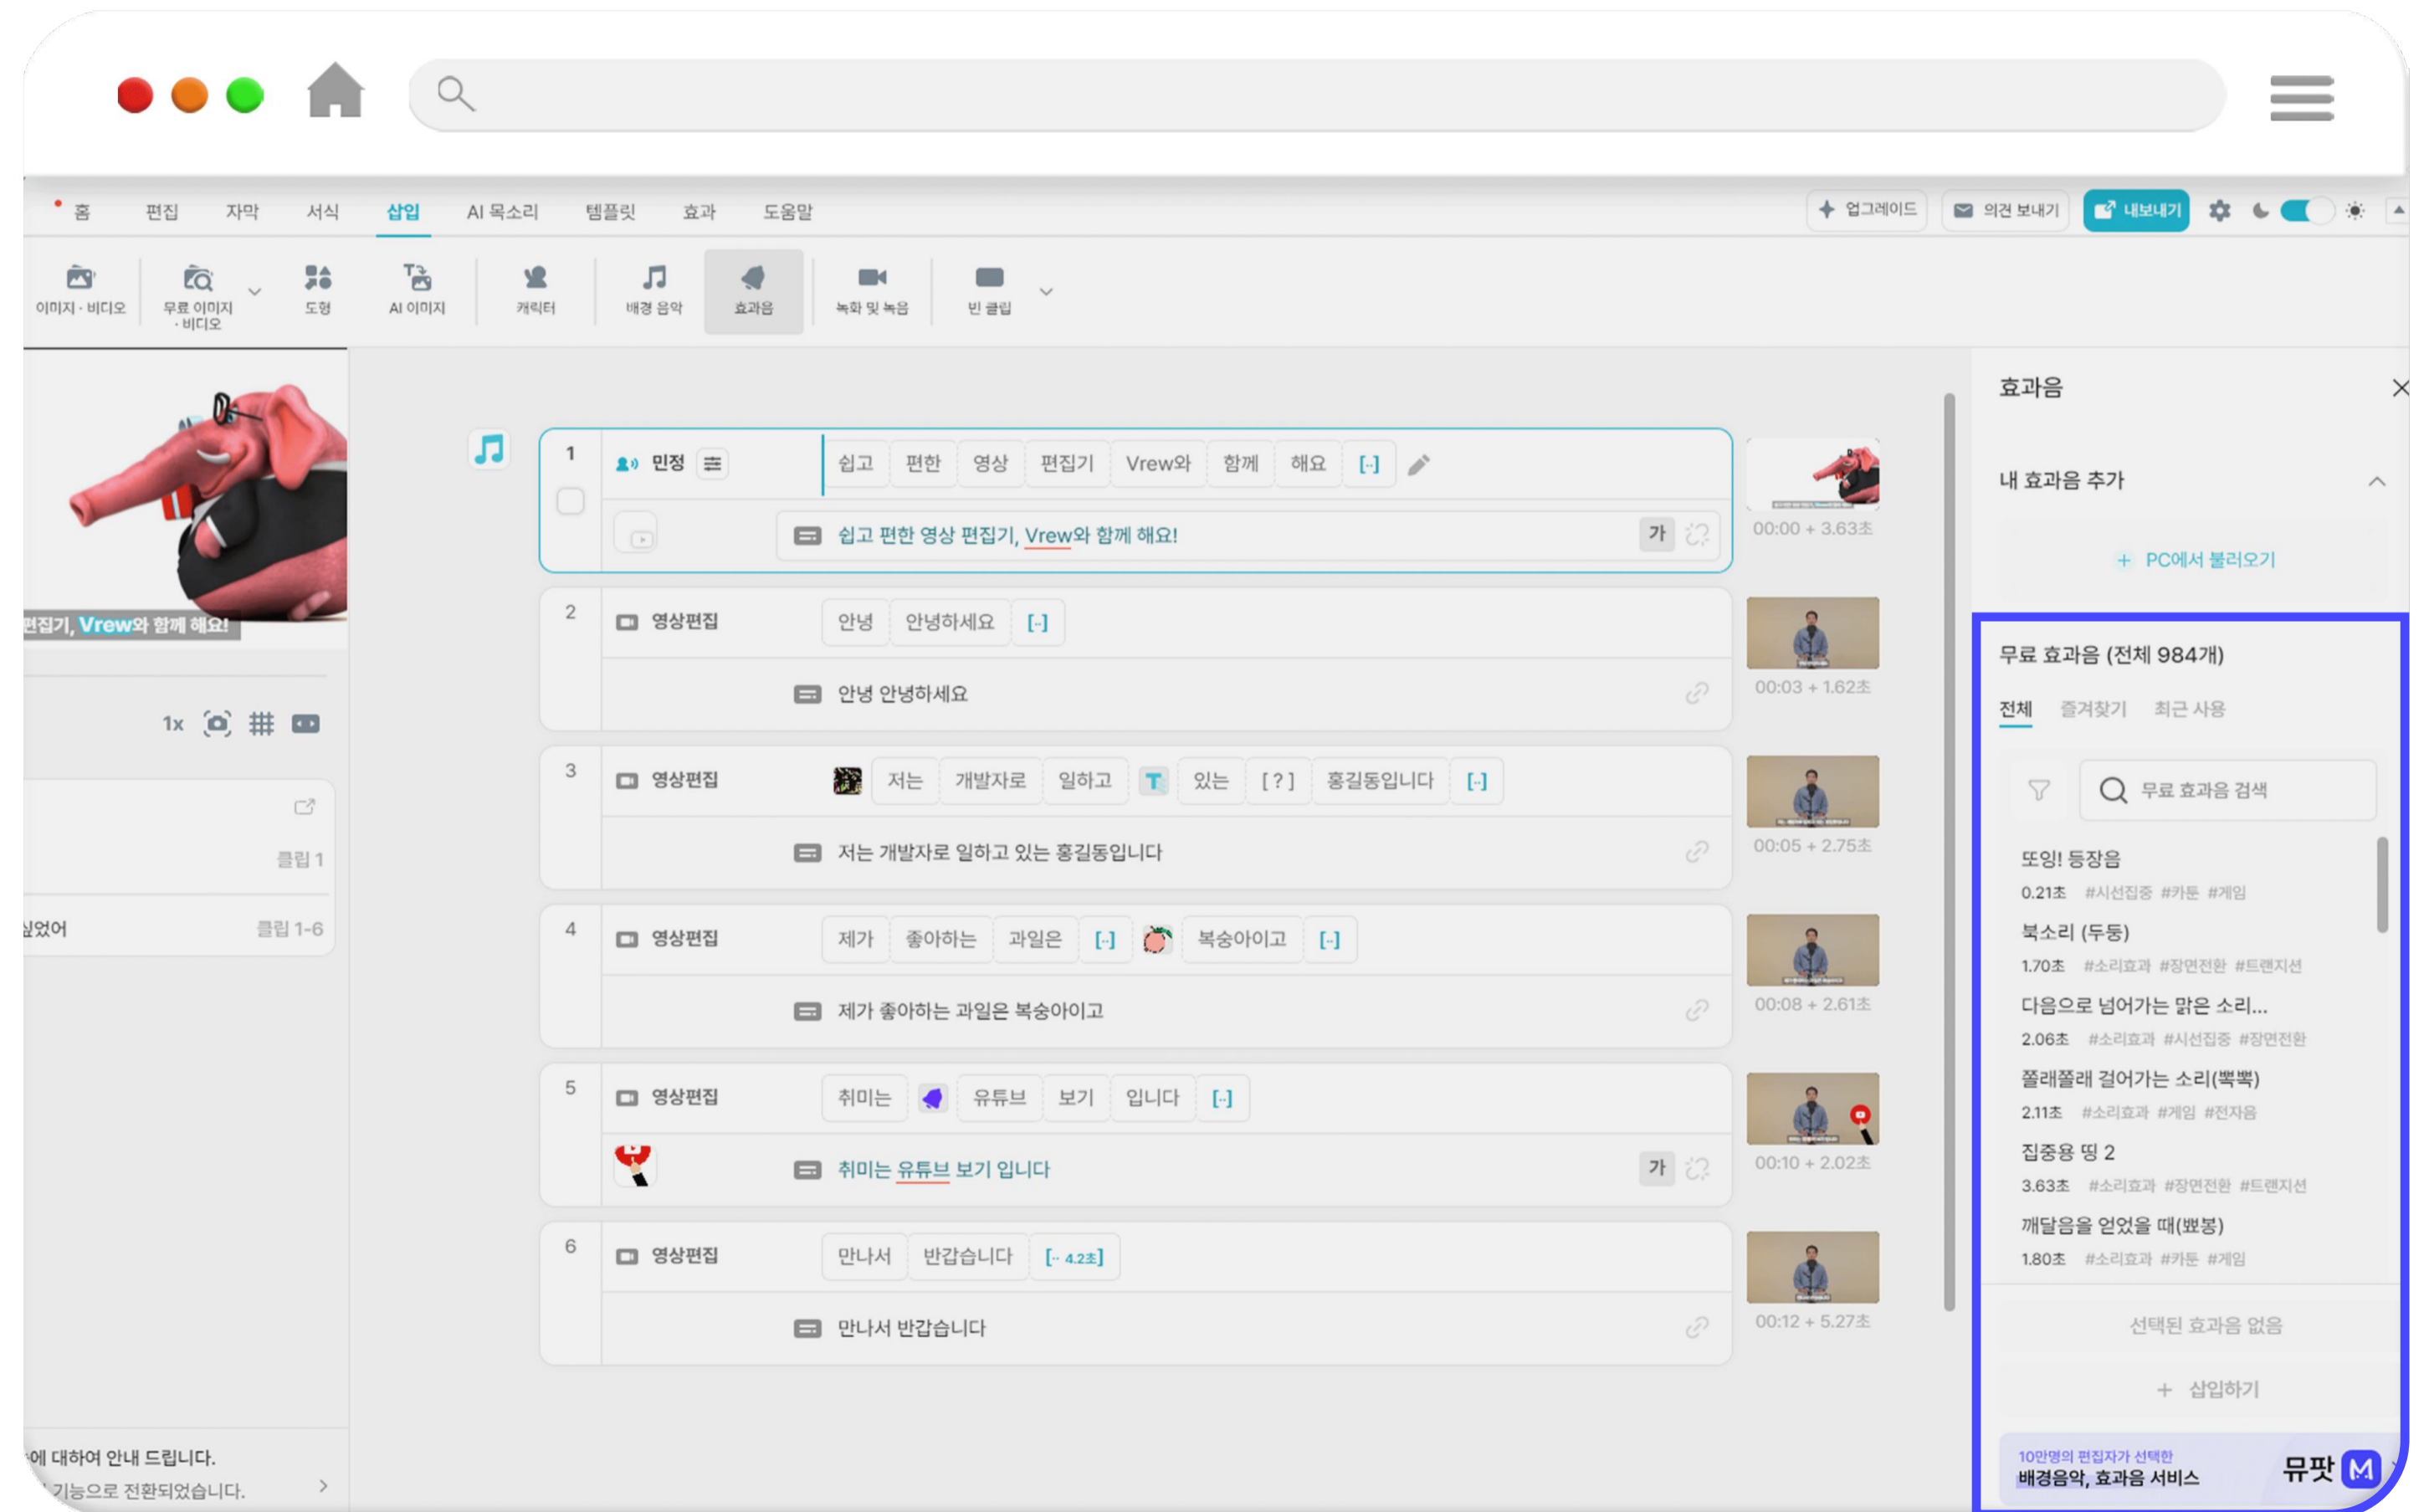 홈 편집 자막 서식 삽입 AI 목소리 템플릿 효과 도움말 업그레이드 의견 보내기 내보내기
이미지 · 비디오 무료 이미지 · 비디오 도형 AI 이미지 캐릭터 배경 음악 효과음 녹화 및 녹음 빈 클립
편집기, Vrew와 함께 해요!
1x
클립 1
싶었어 클립 1-6
에 대하여 안내 드립니다.
기능으로 전환되었습니다.
1 민정 쉽고 편한 영상 편집기 Vrew와 함께 해요 [··]
쉽고 편한 영상 편집기, Vrew와 함께 해요! 가
00:00 + 3.63초
2 영상편집 안녕 안녕하세요 [··]
안녕 안녕하세요
00:03 + 1.62초
3 영상편집 저는 개발자로 일하고 T 있는 [ ? ] 홍길동입니다 [··]
저는 개발자로 일하고 있는 홍길동입니다
00:05 + 2.75초
4 영상편집 제가 좋아하는 과일은 [··] 복숭아이고 [··]
제가 좋아하는 과일은 복숭아이고
00:08 + 2.61초
5 영상편집 취미는 유튜브 보기 입니다 [··]
취미는 유튜브 보기 입니다 가
00:10 + 2.02초
6 영상편집 만나서 반갑습니다 [·· 4.2초]
만나서 반갑습니다
00:12 + 5.27초
효과음
내 효과음 추가
+ PC에서 불러오기
무료 효과음 (전체 984개)
전체 즐겨찾기 최근 사용
무료 효과음 검색
또잉! 등장음
0.21초 #시선집중 #카툰 #게임
북소리 (두둥)
1.70초 #소리효과 #장면전환 #트랜지션
다음으로 넘어가는 맑은 소리...
2.06초 #소리효과 #시선집중 #장면전환
쫄래쫄래 걸어가는 소리(뽁뽁)
2.11초 #소리효과 #게임 #전자음
집중용 띵 2
3.63초 #소리효과 #장면전환 #트랜지션
깨달음을 얻었을 때(뾰봉)
1.80초 #소리효과 #카툰 #게임
선택된 효과음 없음
+ 삽입하기
10만명의 편집자가 선택한
배경음악, 효과음 서비스
뮤팟 M